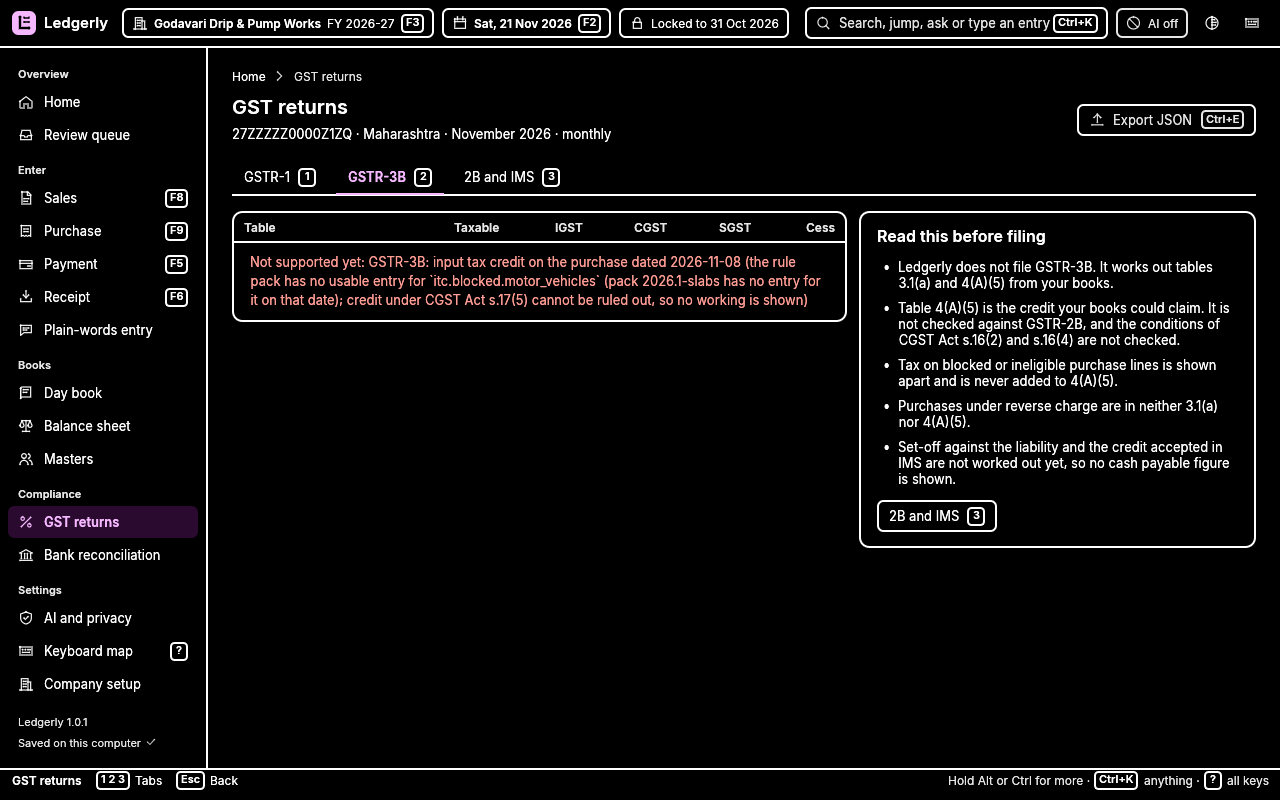 Ledgerly
Godavari Drip & Pump Works FY 2026-27 F3
Sat, 21 Nov 2026 F2
Locked to 31 Oct 2026
Search, jump, ask or type an entry Ctrl+K
AI off
Overview
Home
Review queue
Enter
Sales F8
Purchase F9
Payment F5
Receipt F6
Plain-words entry
Books
Day book
Balance sheet
Masters
Compliance
GST returns
Bank reconciliation
Settings
AI and privacy
Keyboard map ?
Company setup
Ledgerly 1.0.1
Saved on this computer
Home > GST returns
GST returns
27ZZZZZ0000Z1ZQ · Maharashtra · November 2026 · monthly
Export JSON Ctrl+E
GSTR-1 1 GSTR-3B 2 2B and IMS 3
Table Taxable IGST CGST SGST Cess
Not supported yet: GSTR-3B: input tax credit on the purchase dated 2026-11-08 (the rule
pack has no usable entry for `itc.blocked.motor_vehicles` (pack 2026.1-slabs has no entry for
it on that date); credit under CGST Act s.17(5) cannot be ruled out, so no working is shown)
Read this before filing
• Ledgerly does not file GSTR-3B. It works out tables
3.1(a) and 4(A)(5) from your books.
• Table 4(A)(5) is the credit your books could claim. It is
not checked against GSTR-2B, and the conditions of
CGST Act s.16(2) and s.16(4) are not checked.
• Tax on blocked or ineligible purchase lines is shown
apart and is never added to 4(A)(5).
• Purchases under reverse charge are in neither 3.1(a)
nor 4(A)(5).
• Set-off against the liability and the credit accepted in
IMS are not worked out yet, so no cash payable figure
is shown.
2B and IMS 3
GST returns 1 2 3 Tabs Esc Back
Hold Alt or Ctrl for more · Ctrl+K anything · ? all keys